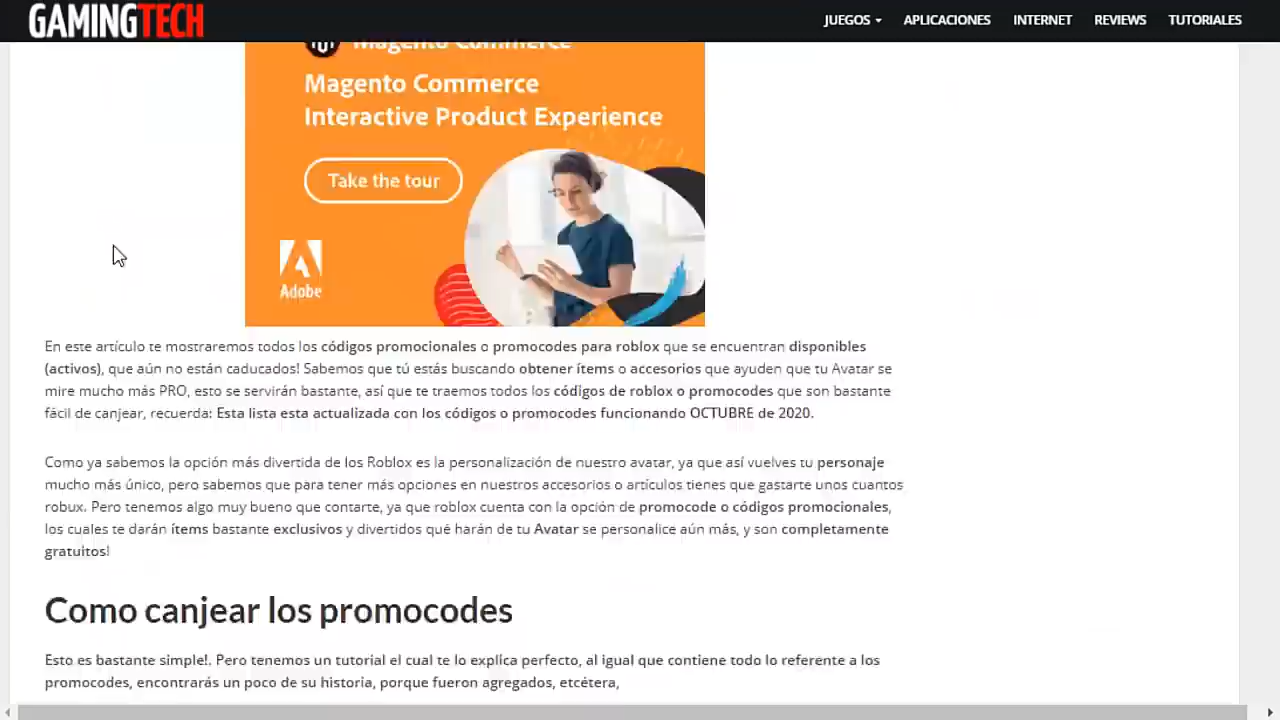 GAMINGTECH
JUEGOS APLICACIONES INTERNET REVIEWS TUTORIALES
Magento Commerce
Magento Commerce
Interactive Product Experience
Take the tour
Adobe
En este artículo te mostraremos todos los códigos promocionales o promocodes para roblox que se encuentran disponibles
(activos), que aún no están caducados! Sabemos que tú estás buscando obtener ítems o accesorios que ayuden que tu Avatar se
mire mucho más PRO, esto se servirán bastante, así que te traemos todos los códigos de roblox o promocodes que son bastante
fácil de canjear, recuerda: Esta lista esta actualizada con los códigos o promocodes funcionando OCTUBRE de 2020.
Como ya sabemos la opción más divertida de los Roblox es la personalización de nuestro avatar, ya que así vuelves tu personaje
mucho más único, pero sabemos que para tener más opciones en nuestros accesorios o artículos tienes que gastarte unos cuantos
robux. Pero tenemos algo muy bueno que contarte, ya que roblox cuenta con la opción de promocode o códigos promocionales,
los cuales te darán ítems bastante exclusivos y divertidos qué harán de tu Avatar se personalice aún más, y son completamente
gratuitos!
Como canjear los promocodes
Esto es bastante simple!. Pero tenemos un tutorial el cual te lo explica perfecto, al igual que contiene todo lo referente a los
promocodes, encontrarás un poco de su historia, porque fueron agregados, etcétera,